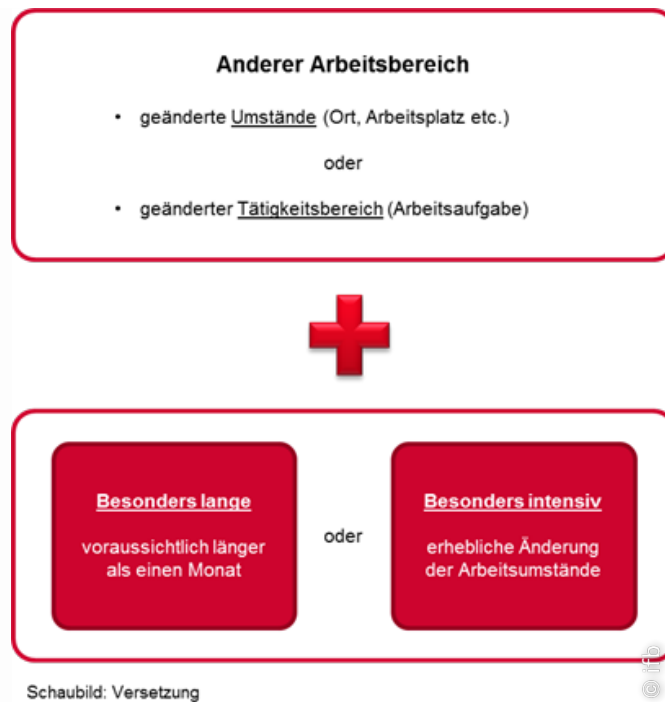 Anderer Arbeitsbereich
• geänderte Umstände (Ort, Arbeitsplatz etc.)
oder
• geänderter Tätigkeitsbereich (Arbeitsaufgabe)
Besonders lange
voraussichtlich länger
als einen Monat
oder
Besonders intensiv
erhebliche Änderung
der Arbeitsumstände
Schaubild: Versetzung
© ifb